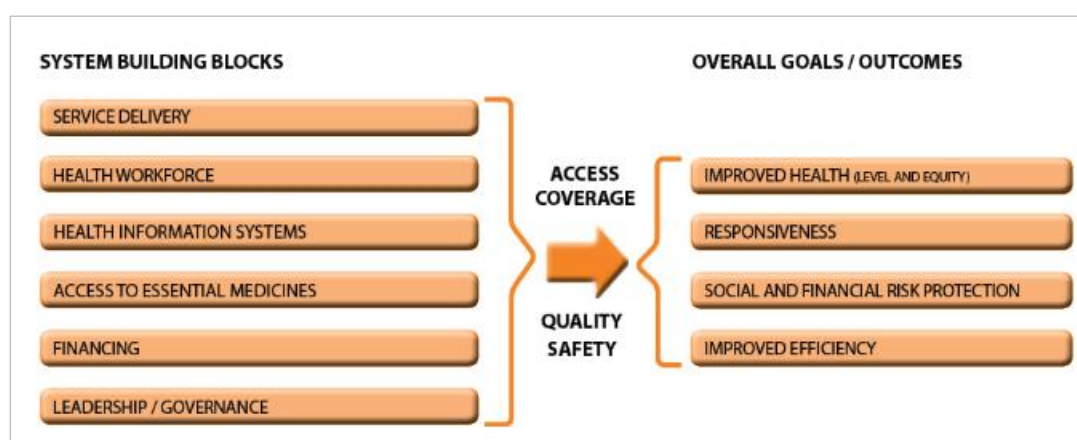 SYSTEM BUILDING BLOCKS
SERVICE DELIVERY
HEALTH WORKFORCE
HEALTH INFORMATION SYSTEMS
ACCESS TO ESSENTIAL MEDICINES
FINANCING
LEADERSHIP / GOVERNANCE
ACCESS
COVERAGE
QUALITY
SAFETY
OVERALL GOALS / OUTCOMES
IMPROVED HEALTH (LEVEL AND EQUITY)
RESPONSIVENESS
SOCIAL AND FINANCIAL RISK PROTECTION
IMPROVED EFFICIENCY